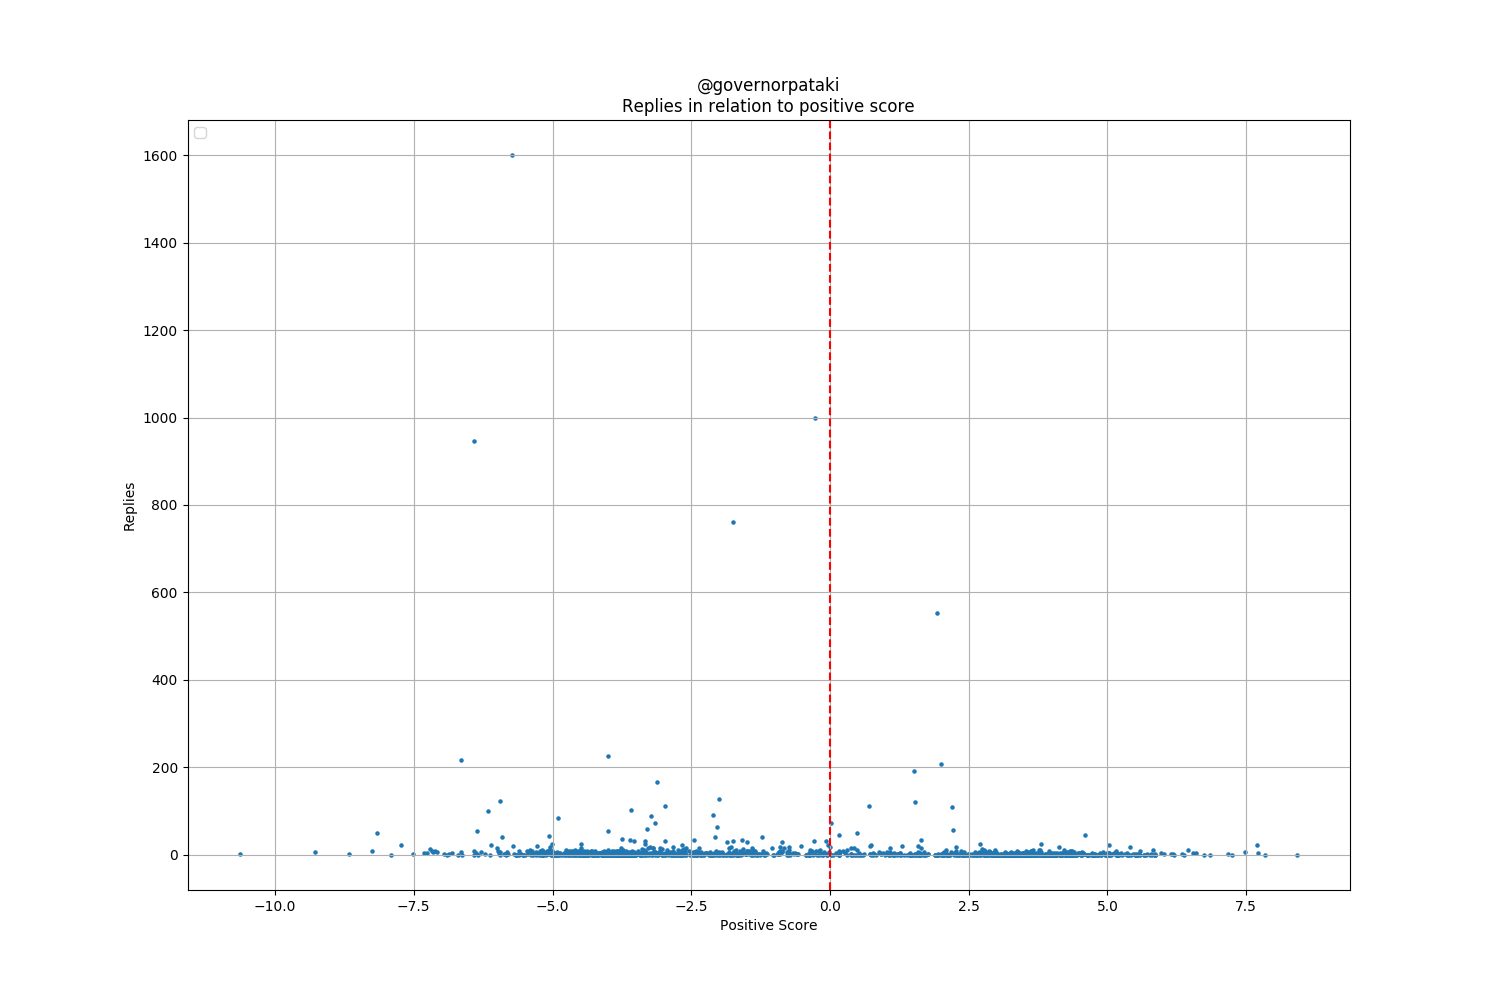 @governorpataki
Replies in relation to positive score
1600
1400
1200
1000
800
600
400
200
0
Replies
−10.0 −7.5 −5.0 −2.5 0.0 2.5 5.0 7.5
Positive Score